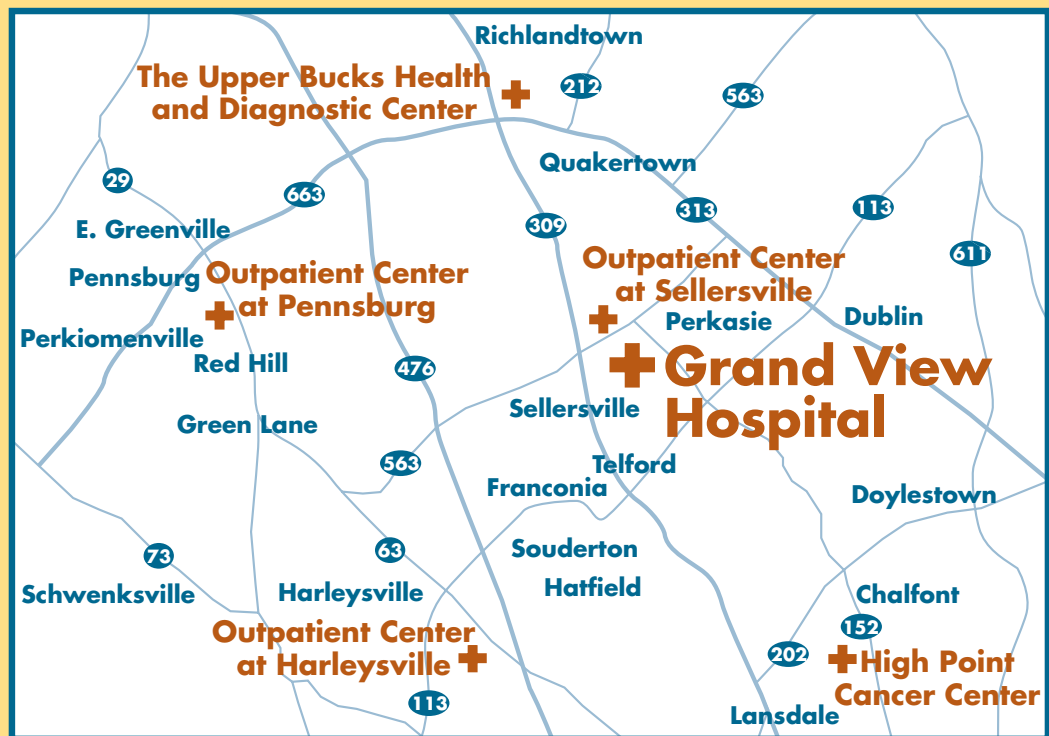 Richlandtown
The Upper Bucks Health
and Diagnostic Center
212
563
Quakertown
29
663
313
113
309
E. Greenville
611
Outpatient Center
at Sellersville
Pennsburg
Outpatient Center
at Pennsburg
Perkasie
Dublin
Perkiomenville
Red Hill
476
Grand View
Hospital
Sellersville
Green Lane
563
Telford
Franconia
Doylestown
73
63
Souderton
Hatfield
Schwenksville
Harleysville
Chalfont
152
Outpatient Center
at Harleysville
202
High Point
Cancer Center
113
Lansdale